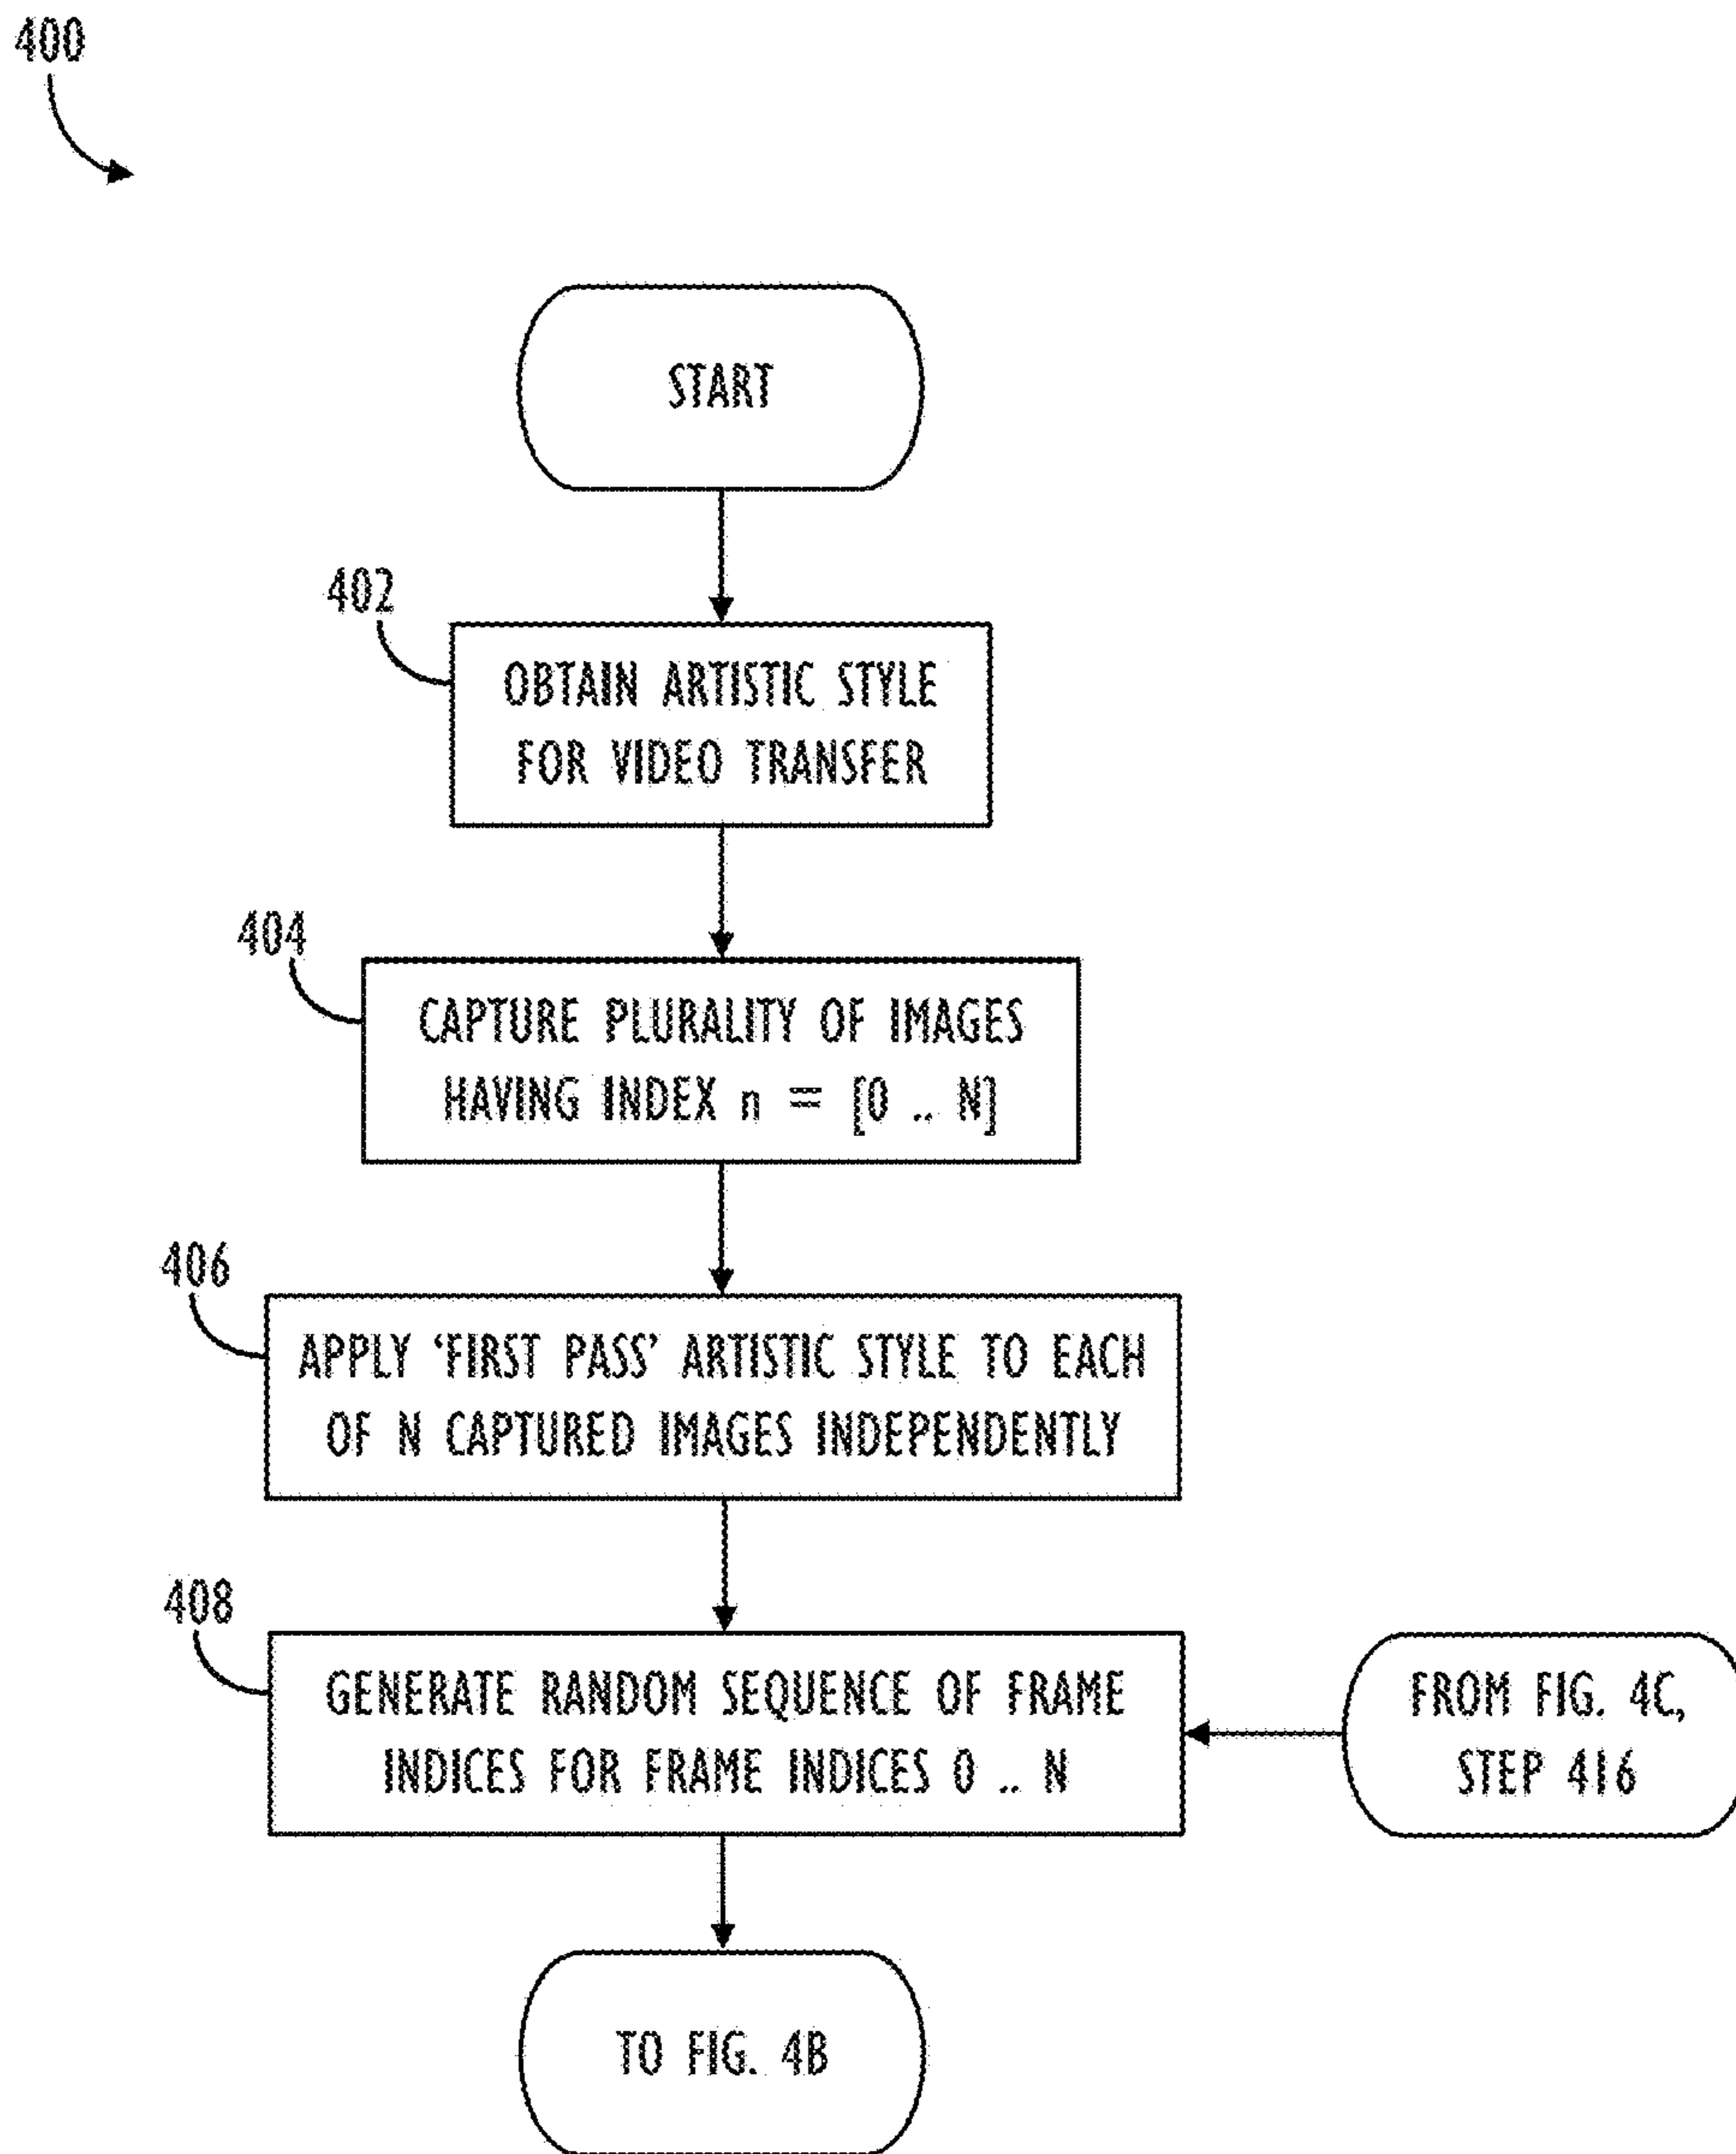 400
START
402
OBTAIN ARTISTIC STYLE
FOR VIDEO TRANSFER
404
CAPTURE PLURALITY OF IMAGES
HAVING INDEX n = [0 .. N]
406
APPLY ‘FIRST PASS’ ARTISTIC STYLE TO EACH
OF N CAPTURED IMAGES INDEPENDENTLY
408
GENERATE RANDOM SEQUENCE OF FRAME
INDICES FOR FRAME INDICES 0 .. N
FROM FIG. 4C,
STEP 416
TO FIG. 4B